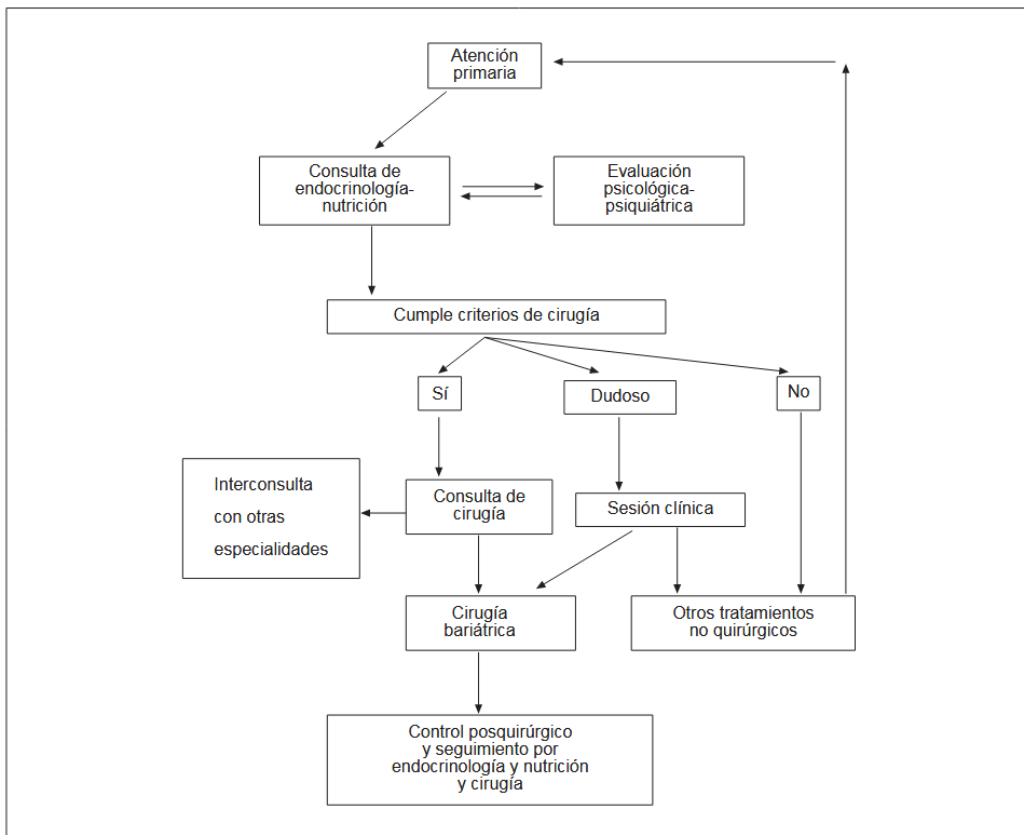 Atención
primaria
Consulta de
endocrinología-
nutrición
Evaluación
psicológica-
psiquiátrica
Cumple criterios de cirugía
Sí
Dudoso
No
Interconsulta
con otras
especialidades
Consulta de
cirugía
Sesión clínica
Cirugía
bariátrica
Otros tratamientos
no quirúrgicos
Control posquirúrgico
y seguimiento por
endocrinología y nutrición
y cirugía